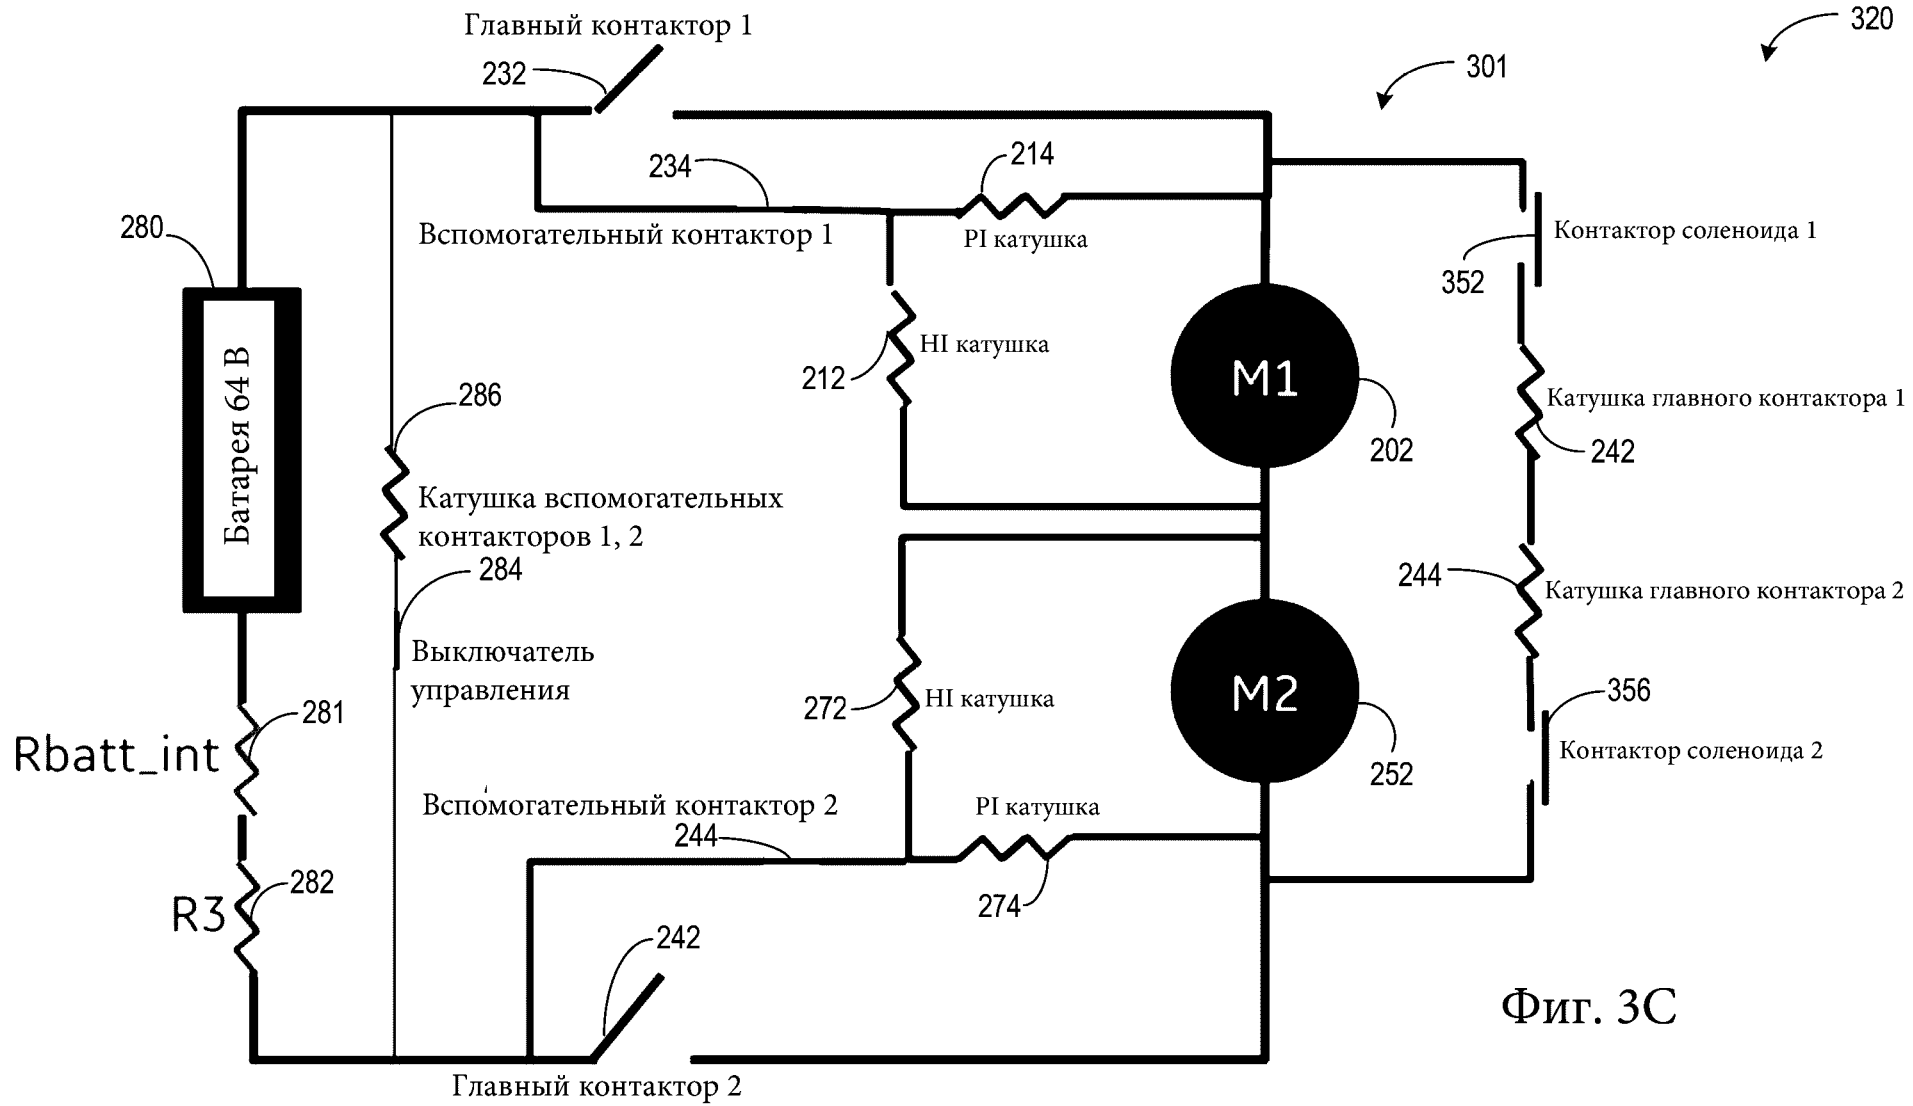 320
Главный контактор 1
232
301
234
214
PI катушка
Вспомогательный контактор 1
280
Контактор соленоида 1
352
HI катушка
212
M1
202
Батарея 64 В
286
Катушка главного контактора 1
242
Катушка вспомогательных
контакторов 1, 2
284
244
Катушка главного контактора 2
Выключатель
управления
272
HI катушка
M2
252
356
Контактор соленоида 2
281
Rbatt_int
Вспомогательный контактор 2
244
PI катушка
274
282
R3
242
Главный контактор 2
Фиг. 3C